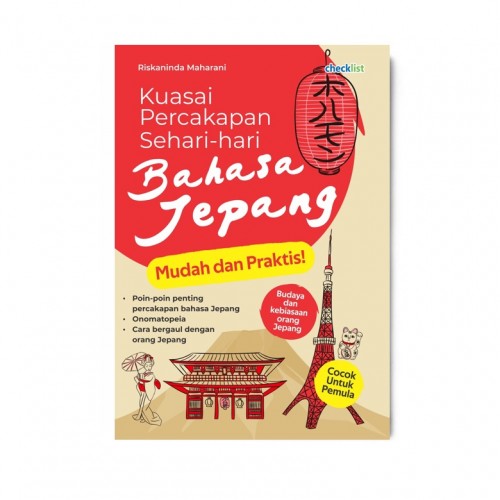 Riskaninda Maharani
checklist
Kuasai
Percakapan
Sehari-hari
Bahasa
Jepang
ホルモン
Mudah dan Praktis!
• Poin-poin penting
percakapan bahasa Jepang
• Onomatopeia
• Cara bergaul dengan
orang Jepang
Budaya
dan
kebiasaan
orang
Jepang
Cocok
Untuk
Pemula